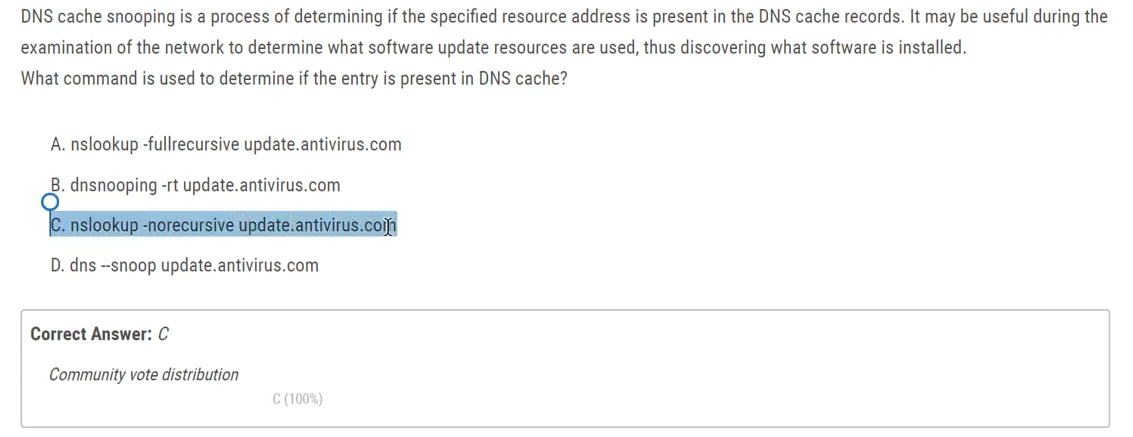 DNS cache snooping is a process of determining if the specified resource address is present in the DNS cache records. It may be useful during the
examination of the network to determine what software update resources are used, thus discovering what software is installed.
What command is used to determine if the entry is present in DNS cache?
A. nslookup -fullrecursive update.antivirus.com
B. dnsnooping -rt update.antivirus.com
C. nslookup -norecursive update.antivirus.com
D. dns --snoop update.antivirus.com
Correct Answer: C
Community vote distribution
C (100%)